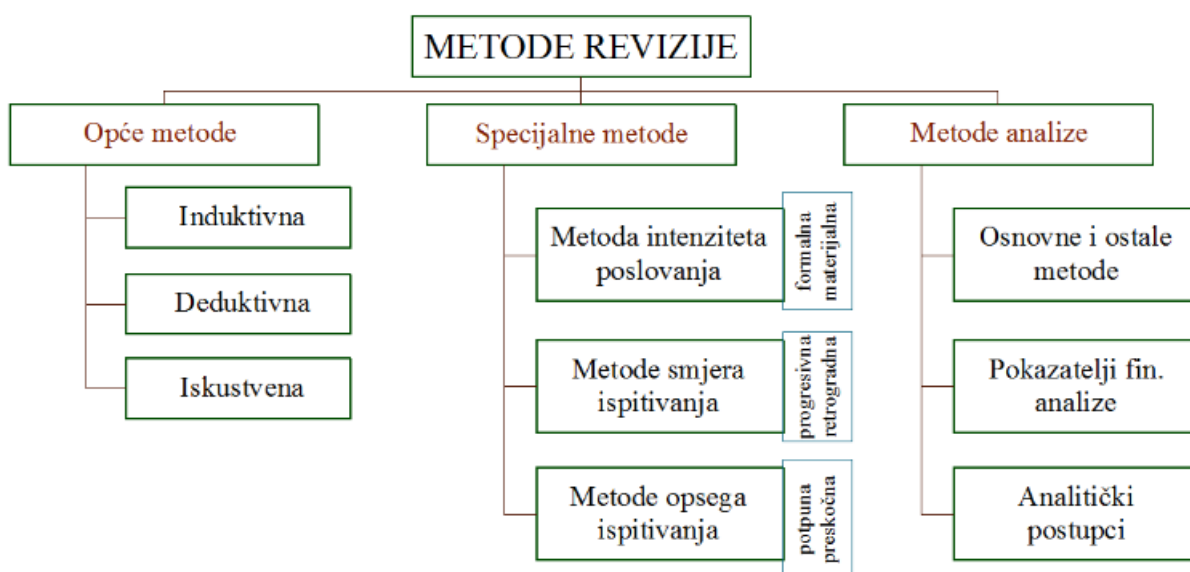 METODE REVIZIJE
Opće metode
Induktivna
Deduktivna
Iskustvena
Specijalne metode
Metoda intenziteta
poslovanja
formalna
materijalna
Metode smjera
ispitivanja
progresivna
retrogradna
Metode opsega
ispitivanja
potpuna
preskočna
Metode analize
Osnovne i ostale
metode
Pokazatelji fin.
analize
Analitički
postupci